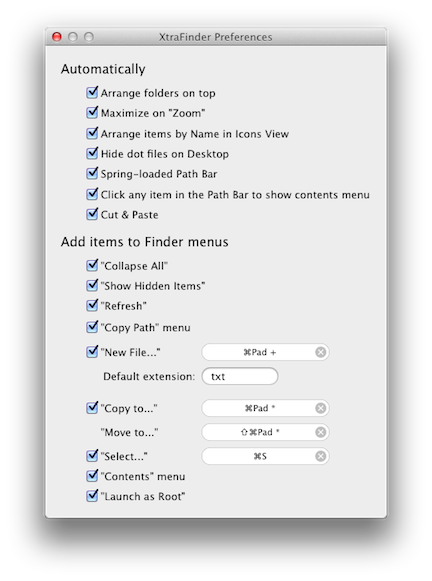 XtraFinder Preferences
Automatically
Arrange folders on top
Maximize on "Zoom"
Arrange items by Name in Icons View
Hide dot files on Desktop
Spring-loaded Path Bar
Click any item in the Path Bar to show contents menu
Cut & Paste
Add items to Finder menus
"Collapse All"
"Show Hidden Items"
"Refresh"
"Copy Path" menu
"New File..." ⌘Pad +
Default extension: txt
"Copy to..." ⌘Pad *
"Move to..." ⇧⌘Pad *
"Select..." ⌘S
"Contents" menu
"Launch as Root"